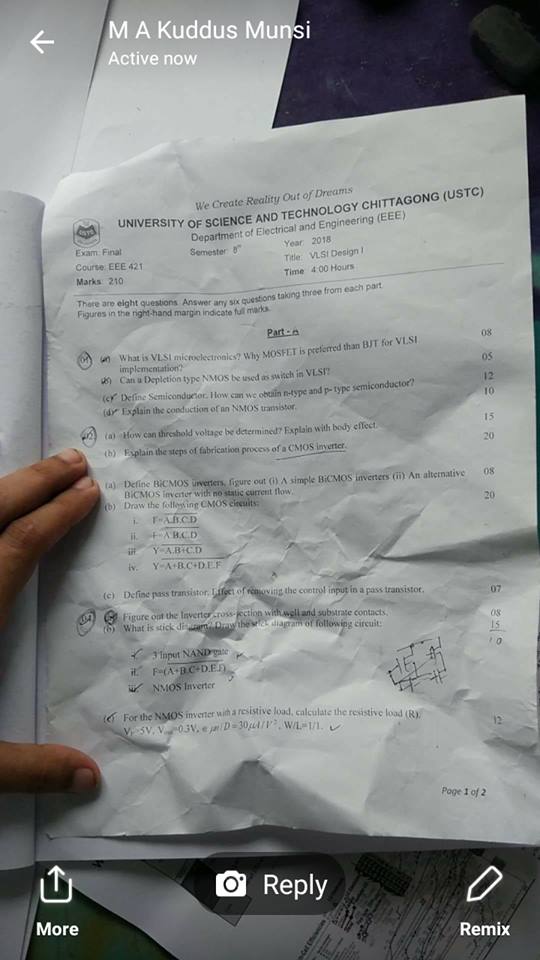 M A Kuddus Munsi
Active now
We Create Reality Out of Dreams
UNIVERSITY OF SCIENCE AND TECHNOLOGY CHITTAGONG (USTC)
Department of Electrical and Engineering (EEE)
USTC
Exam: Final Semester: 8th Year: 2018
Course: EEE 421 Title: VLSI Design I
Marks: 210 Time: 4:00 Hours
There are eight questions. Answer any six questions taking three from each part.
Figures in the right-hand margin indicate full marks.
Part - A
01 (a) What is VLSI microelectronics? Why MOSFET is preferred than BJT for VLSI 08
implementation?
(b) Can a Depletion type NMOS be used as switch in VLSI? 05
(c) Define Semiconductor. How can we obtain n-type and p- type semiconductor? 12
(d) Explain the conduction of an NMOS transistor. 10
02 (a) How can threshold voltage be determined? Explain with body effect. 15
(b) Explain the steps of fabrication process of a CMOS inverter. 20
(a) Define BiCMOS inverters, figure out (i) A simple BiCMOS inverters (ii) An alternative 08
BiCMOS inverter with no static current flow.
(b) Draw the following CMOS circuits: 20
i. F=A.B.C.D
ii. F=A.B.C.D
iii. Y=A.B+C.D
iv. Y=A+B.C+D.E.F
(c) Define pass transistor. Effect of removing the control input in a pass transistor. 07
04 Figure out the Inverter cross-section with well and substrate contacts. 08
(b) What is stick diagram? Draw the stick diagram of following circuit: 15
i. 3 Input NAND gate
ii. F=(A+B.C+D.E.F)
iii. NMOS Inverter
(c) For the NMOS inverter with a resistive load, calculate the resistive load (R). 12
=5V, =0.3V, /D=30μA/V², W/L=1/1.
Page 1 of 2
More
Reply
Remix